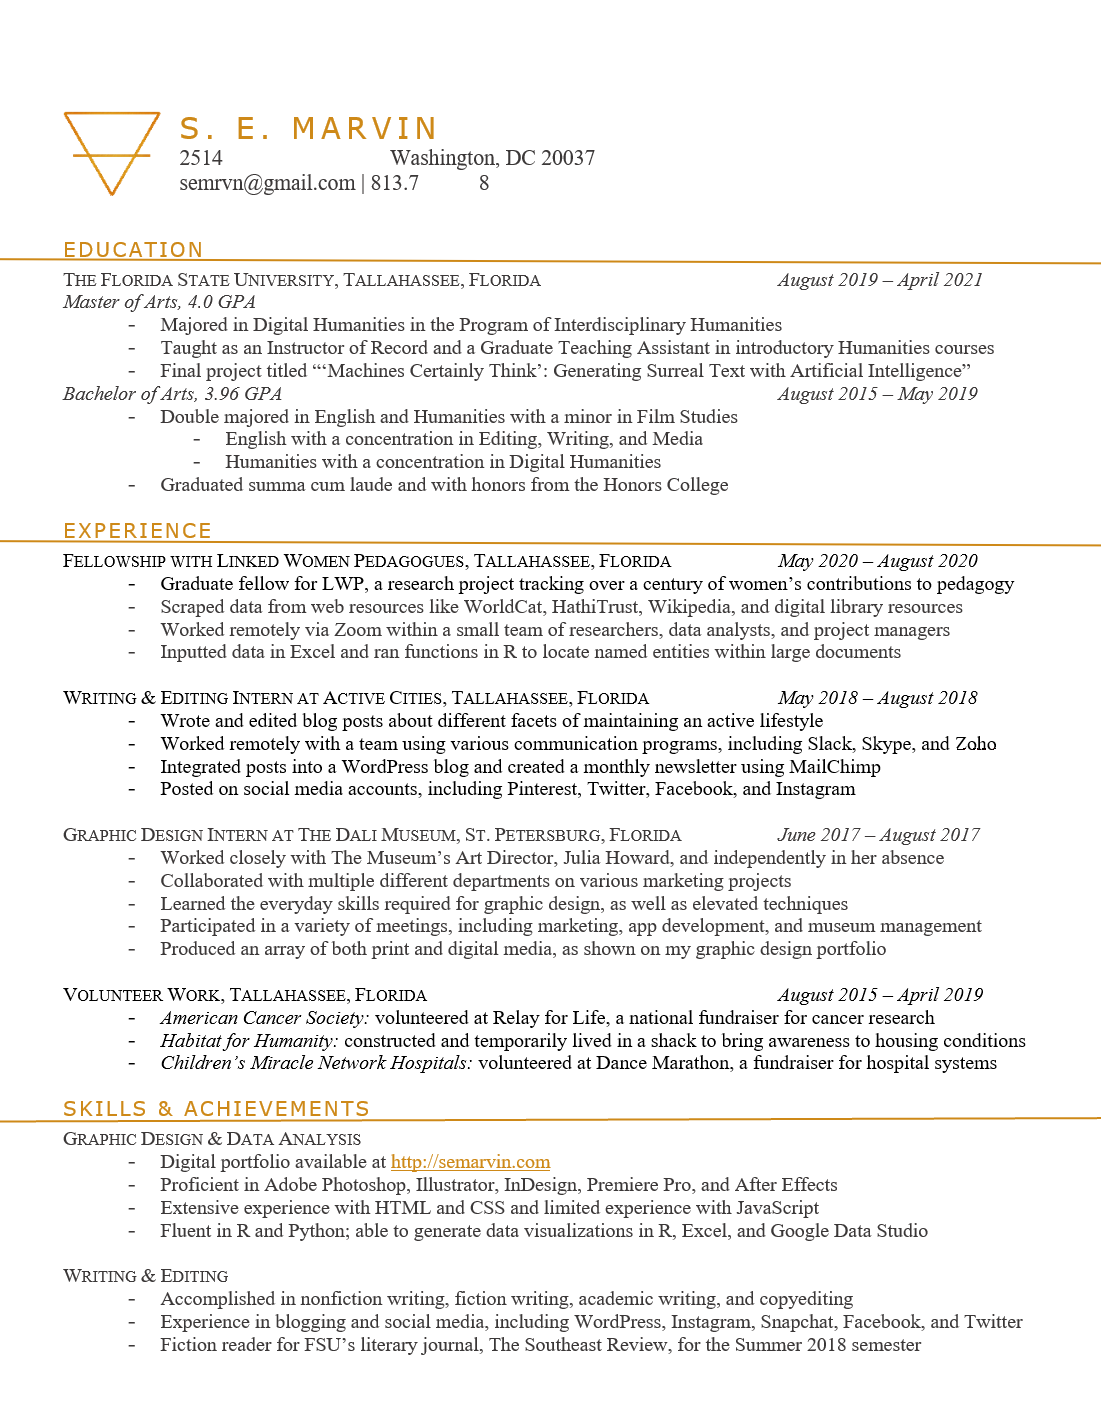 S. E. MARVIN
2514 Washington, DC 20037
semrvn@gmail.com | 813.7 8
EDUCATION
THE FLORIDA STATE UNIVERSITY, TALLAHASSEE, FLORIDA August 2019 – April 2021
Master of Arts, 4.0 GPA
- Majored in Digital Humanities in the Program of Interdisciplinary Humanities
- Taught as an Instructor of Record and a Graduate Teaching Assistant in introductory Humanities courses
- Final project titled “‘Machines Certainly Think’: Generating Surreal Text with Artificial Intelligence”
Bachelor of Arts, 3.96 GPA August 2015 – May 2019
- Double majored in English and Humanities with a minor in Film Studies
- English with a concentration in Editing, Writing, and Media
- Humanities with a concentration in Digital Humanities
- Graduated summa cum laude and with honors from the Honors College
EXPERIENCE
FELLOWSHIP WITH LINKED WOMEN PEDAGOGUES, TALLAHASSEE, FLORIDA May 2020 – August 2020
- Graduate fellow for LWP, a research project tracking over a century of women’s contributions to pedagogy
- Scraped data from web resources like WorldCat, HathiTrust, Wikipedia, and digital library resources
- Worked remotely via Zoom within a small team of researchers, data analysts, and project managers
- Inputted data in Excel and ran functions in R to locate named entities within large documents
WRITING & EDITING INTERN AT ACTIVE CITIES, TALLAHASSEE, FLORIDA May 2018 – August 2018
- Wrote and edited blog posts about different facets of maintaining an active lifestyle
- Worked remotely with a team using various communication programs, including Slack, Skype, and Zoho
- Integrated posts into a WordPress blog and created a monthly newsletter using MailChimp
- Posted on social media accounts, including Pinterest, Twitter, Facebook, and Instagram
GRAPHIC DESIGN INTERN AT THE DALI MUSEUM, ST. PETERSBURG, FLORIDA June 2017 – August 2017
- Worked closely with The Museum’s Art Director, Julia Howard, and independently in her absence
- Collaborated with multiple different departments on various marketing projects
- Learned the everyday skills required for graphic design, as well as elevated techniques
- Participated in a variety of meetings, including marketing, app development, and museum management
- Produced an array of both print and digital media, as shown on my graphic design portfolio
VOLUNTEER WORK, TALLAHASSEE, FLORIDA August 2015 – April 2019
- American Cancer Society: volunteered at Relay for Life, a national fundraiser for cancer research
- Habitat for Humanity: constructed and temporarily lived in a shack to bring awareness to housing conditions
- Children’s Miracle Network Hospitals: volunteered at Dance Marathon, a fundraiser for hospital systems
SKILLS & ACHIEVEMENTS
GRAPHIC DESIGN & DATA ANALYSIS
- Digital portfolio available at http://semarvin.com
- Proficient in Adobe Photoshop, Illustrator, InDesign, Premiere Pro, and After Effects
- Extensive experience with HTML and CSS and limited experience with JavaScript
- Fluent in R and Python; able to generate data visualizations in R, Excel, and Google Data Studio
WRITING & EDITING
- Accomplished in nonfiction writing, fiction writing, academic writing, and copyediting
- Experience in blogging and social media, including WordPress, Instagram, Snapchat, Facebook, and Twitter
- Fiction reader for FSU’s literary journal, The Southeast Review, for the Summer 2018 semester